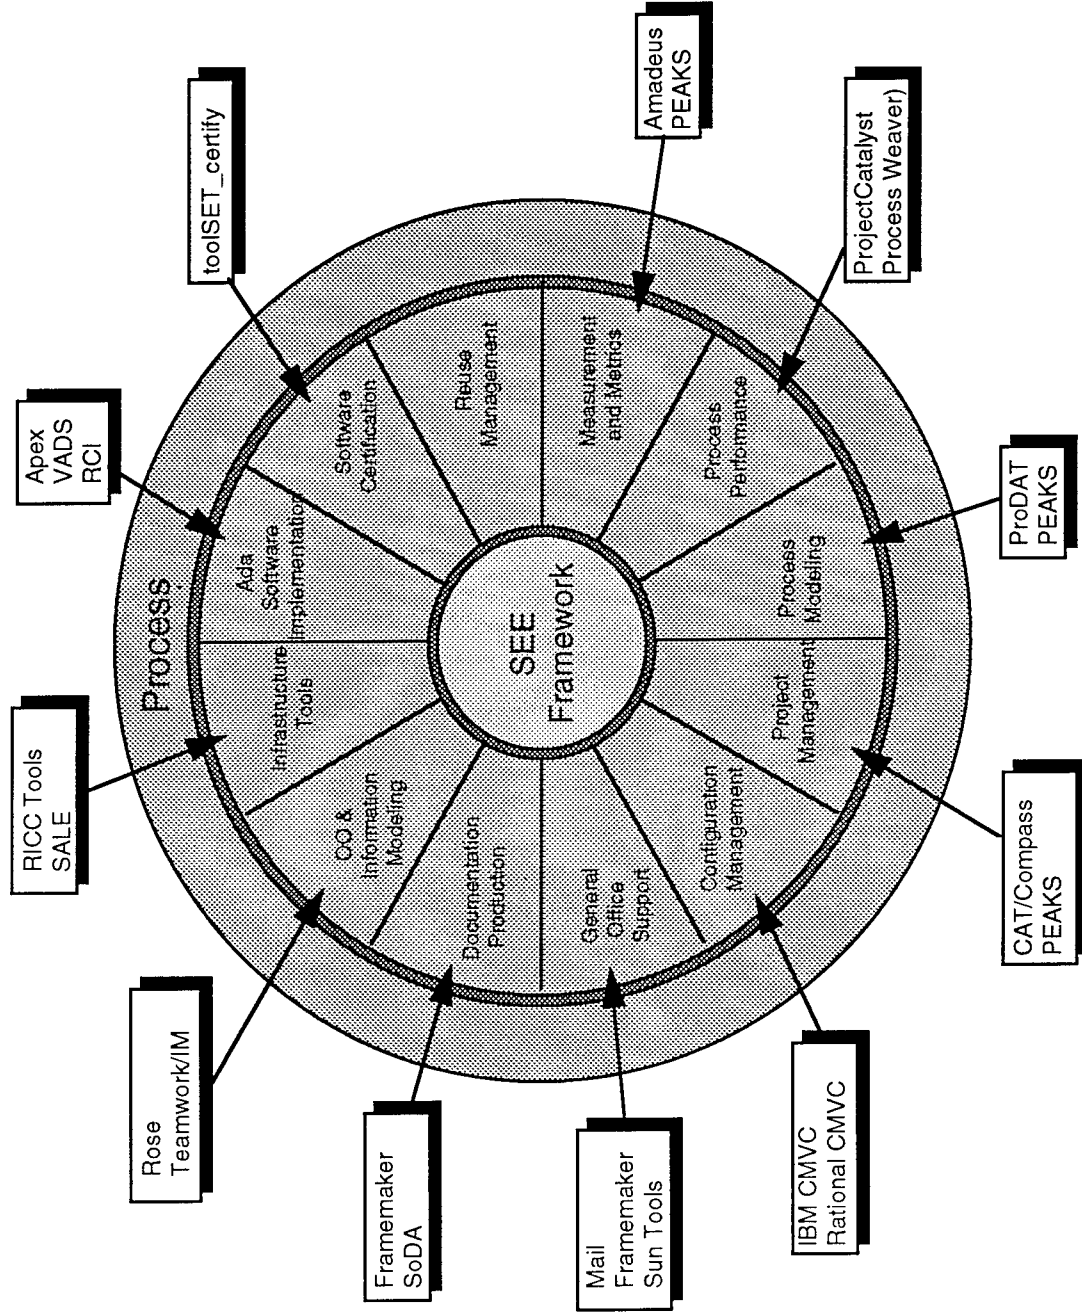 Process
SEE
Framework
Ada
Software
Implementation
Software
Certification
Reuse
Management
Measurement
and Metrics
Process
Performance
Process
Modeling
Project
Management
Configuration
Management
General
Office
Support
Documentation
Production
OO &
Information
Modeling
Infrastructure
Tools
Apex
VADS
RCI
toolSET_certify
Amadeus
PEAKS
ProjectCatalyst
Process Weaver)
ProDAT
PEAKS
CAT/Compass
PEAKS
IBM CMVC
Rational CMVC
Mail
Framemaker
Sun Tools
Framemaker
SoDA
Rose
Teamwork/IM
RICC Tools
SALE